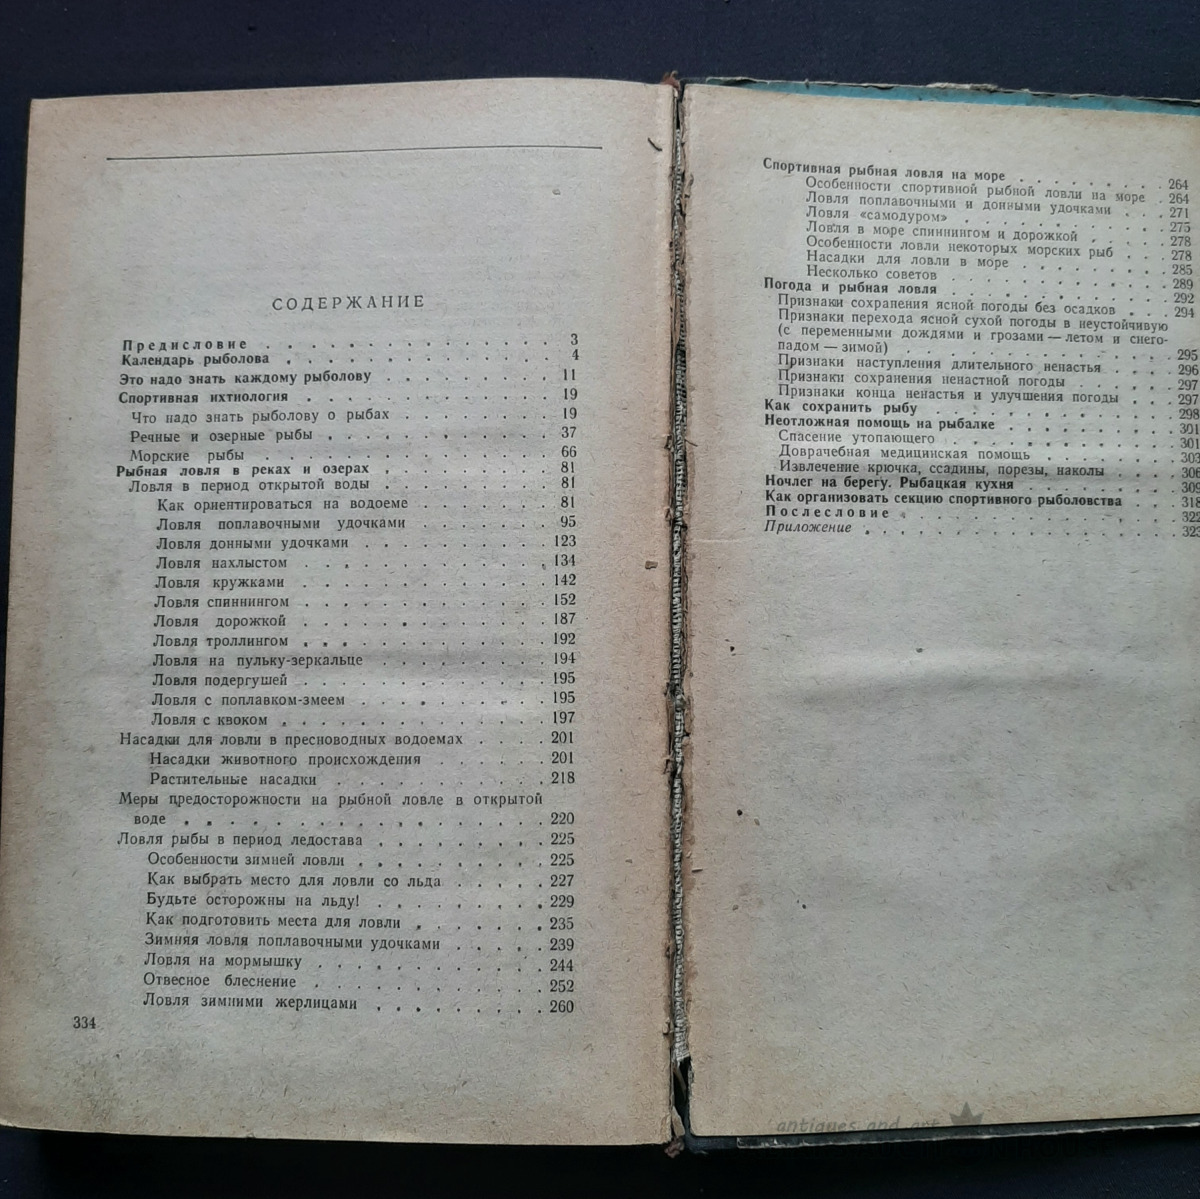 СОДЕРЖАНИЕ
Предисловие . . . . . . . . . . . . . . 3
Календарь рыболова . . . . . . . . . . . . . 4
Это надо знать каждому рыболову . . . . . . . . 11
Спортивная ихтиология . . . . . . . . . . . . 19
Что надо знать рыболову о рыбах . . . . . . . 19
Речные и озерные рыбы . . . . . . . . . . . 37
Морские рыбы . . . . . . . . . . . . . . 66
Рыбная ловля в реках и озерах . . . . . . . . . 81
Ловля в период открытой воды . . . . . . . . 81
Как ориентироваться на водоеме . . . . . . 81
Ловля поплавочными удочками . . . . . . 95
Ловля донными удочками . . . . . . . . . 123
Ловля нахлыстом . . . . . . . . . . . . 134
Ловля кружками . . . . . . . . . . . . 142
Ловля спиннингом . . . . . . . . . . . . 152
Ловля дорожкой . . . . . . . . . . . . 187
Ловля троллингом . . . . . . . . . . . . 192
Ловля на пульку-зеркальце . . . . . . . . 194
Ловля подергушей . . . . . . . . . . . . 195
Ловля с поплавком-змеем . . . . . . . . . 195
Ловля с квоком . . . . . . . . . . . . . 197
Насадки для ловли в пресноводных водоемах . . . . 201
Насадки животного происхождения . . . . . 201
Растительные насадки . . . . . . . . . . 218
Меры предосторожности на рыбной ловле в открытой
воде . . . . . . . . . . . . . . . . . 220
Ловля рыбы в период ледостава . . . . . . . . 225
Особенности зимней ловли . . . . . . . . . 225
Как выбрать место для ловли со льда . . . . . 227
Будьте осторожны на льду! . . . . . . . . 229
Как подготовить места для ловли . . . . . . . 235
Зимняя ловля поплавочными удочками . . . . . 239
Ловля на мормышку . . . . . . . . . . . 244
Отвесное блеснение . . . . . . . . . . . 252
Ловля зимними жерлицами . . . . . . . . . 260
334
Спортивная рыбная ловля на море . . . . . . . . 264
Особенности спортивной рыбной ловли на море . 264
Ловля поплавочными и донными удочками . . . 271
Ловля «самодуром» . . . . . . . . . . . 275
Ловля в море спиннингом и дорожкой . . . . 278
Особенности ловли некоторых морских рыб . . . 278
Насадки для ловли в море . . . . . . . . 285
Несколько советов . . . . . . . . . . . 289
Погода и рыбная ловля . . . . . . . . . . . . 292
Признаки сохранения ясной погоды без осадков . . . 294
Признаки перехода ясной сухой погоды в неустойчивую
(с переменными дождями и грозами — летом и снего-
падом — зимой) . . . . . . . . . . . . . 295
Признаки наступления длительного ненастья . . . . 296
Признаки сохранения ненастной погоды . . . . . 297
Признаки конца ненастья и улучшения погоды . . . 297
Как сохранить рыбу . . . . . . . . . . . . . 298
Неотложная помощь на рыбалке . . . . . . . . . 301
Спасение утопающего . . . . . . . . . . . . 301
Доврачебная медицинская помощь . . . . . . . 303
Извлечение крючка, ссадины, порезы, наколы . . . . 306
Ночлег на берегу. Рыбацкая кухня . . . . . . . . 309
Как организовать секцию спортивного рыболовства . . . 318
Послесловие . . . . . . . . . . . . . . 322
Приложение . . . . . . . . . . . . . . . 323
antiques and art